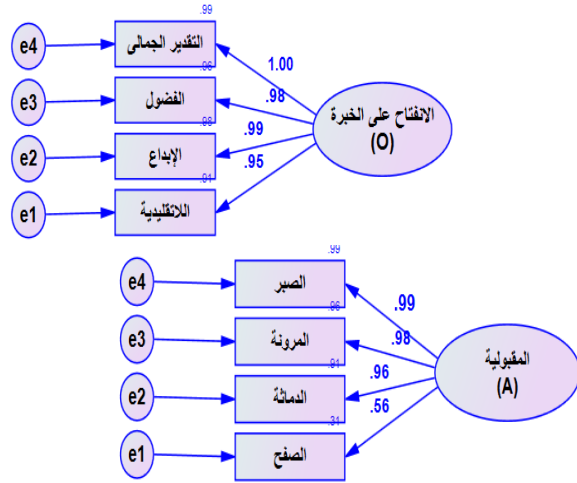 .99
e4
التقدير الجمالى
1.00
.96
e3
الفضول
.98
الانفتاح على الخبرة
(O)
.98
e2
الإبداع
.99
.91
e1
اللاتقليدية
.95
.99
e4
الصبر
.99
.96
e3
المرونة
.98
المقبولية
(A)
.91
e2
الدماثة
.96
.31
e1
الصفح
.56